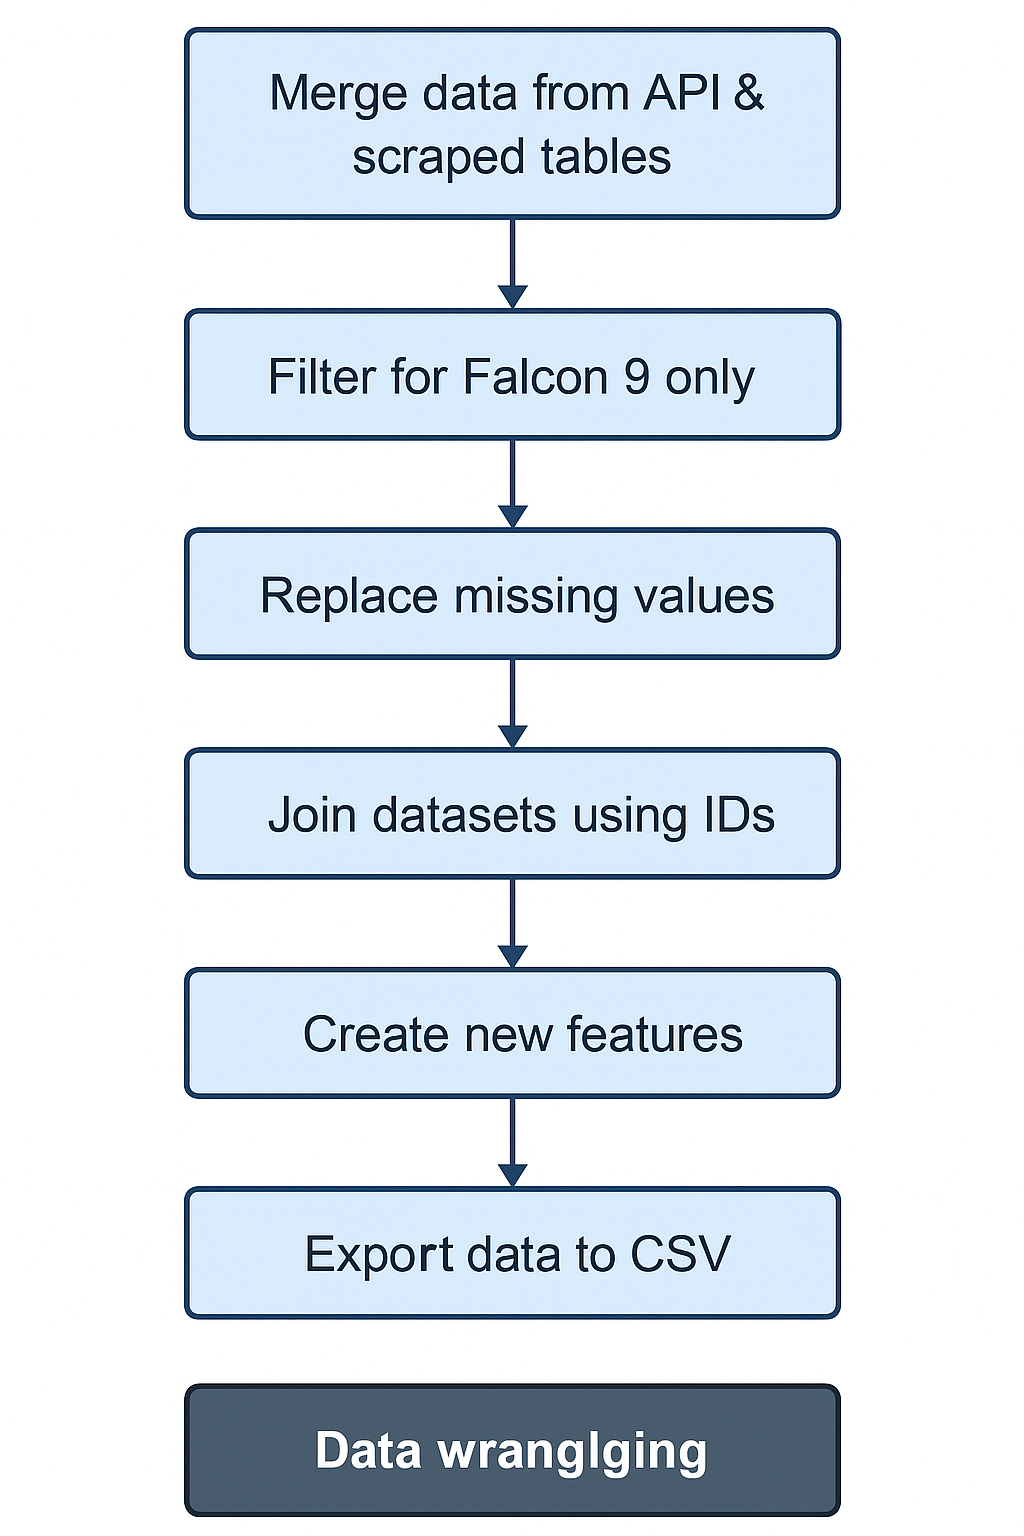 Merge data from API &
scraped tables
Filter for Falcon 9 only
Replace missing values
Join datasets using IDs
Create new features
Export data to CSV
Data wranglging